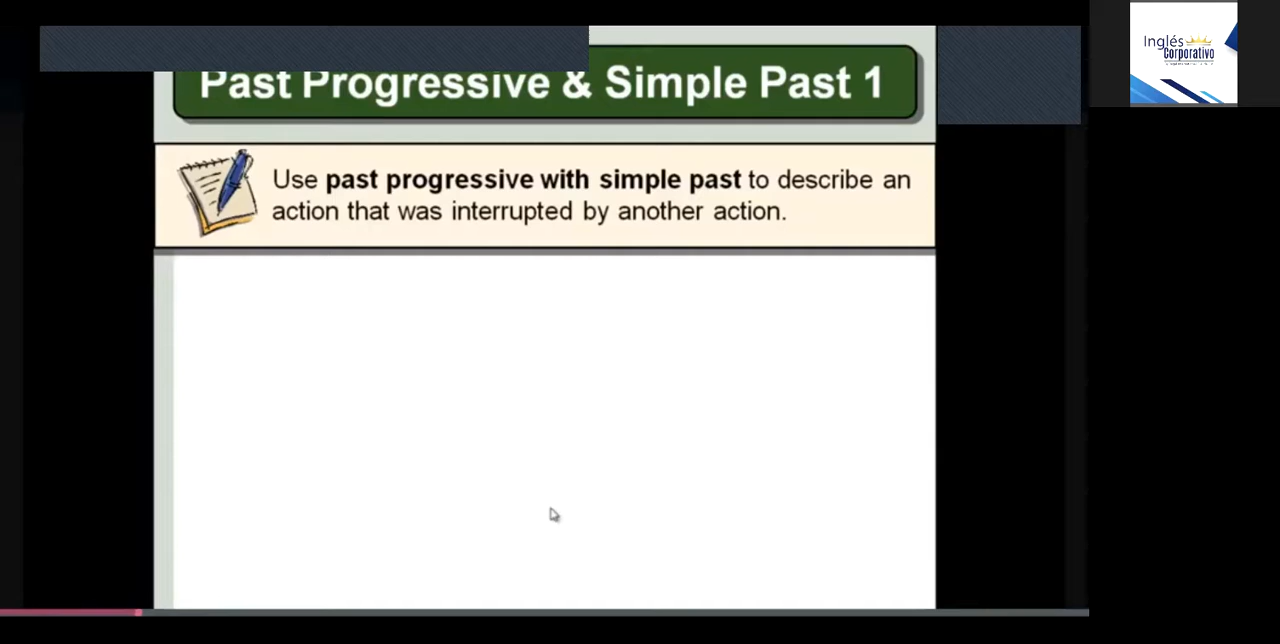 Past Progressive & Simple Past 1
Use past progressive with simple past to describe an
action that was interrupted by another action.
Inglés
Corporativo